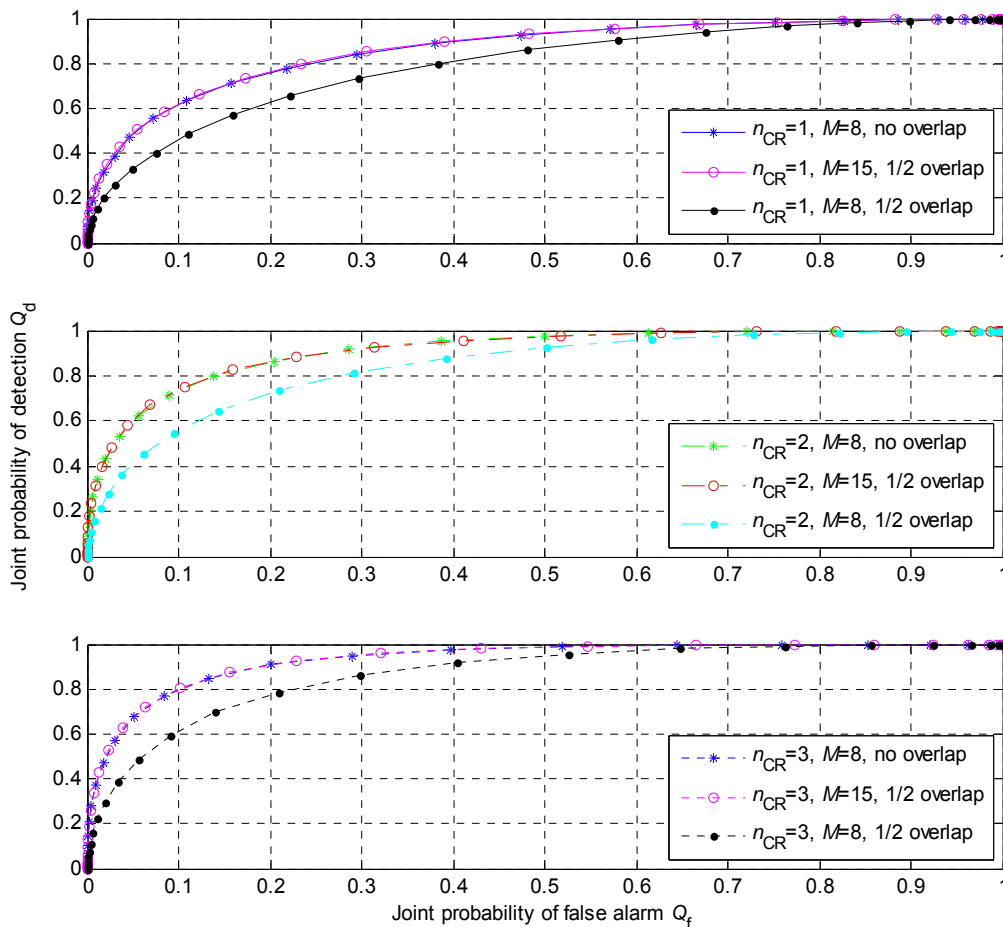 1
0.8
0.6
0.4
0.2
0
0 0.1 0.2 0.3 0.4 0.5 0.6 0.7 0.8 0.9 1
nCR=1, M=8, no overlap
nCR=1, M=15, 1/2 overlap
nCR=1, M=8, 1/2 overlap
Joint probability of detection Qd
1
0.8
0.6
0.4
0.2
0
0 0.1 0.2 0.3 0.4 0.5 0.6 0.7 0.8 0.9 1
nCR=2, M=8, no overlap
nCR=2, M=15, 1/2 overlap
nCR=2, M=8, 1/2 overlap
1
0.8
0.6
0.4
0.2
0
0 0.1 0.2 0.3 0.4 0.5 0.6 0.7 0.8 0.9 1
nCR=3, M=8, no overlap
nCR=3, M=15, 1/2 overlap
nCR=3, M=8, 1/2 overlap
Joint probability of false alarm Qf